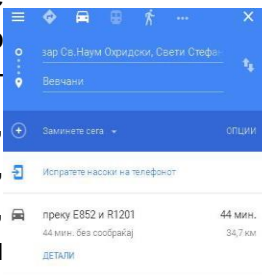 зар Св.Наум Охридски, Свети Стефан
Вевчани
Заминете сега
ОПЦИИ
Испратете насоки на телефонот
преку E852 и R1201
44 мин.
44 мин. без сообраќај
34,7 км
ДЕТАЛИ